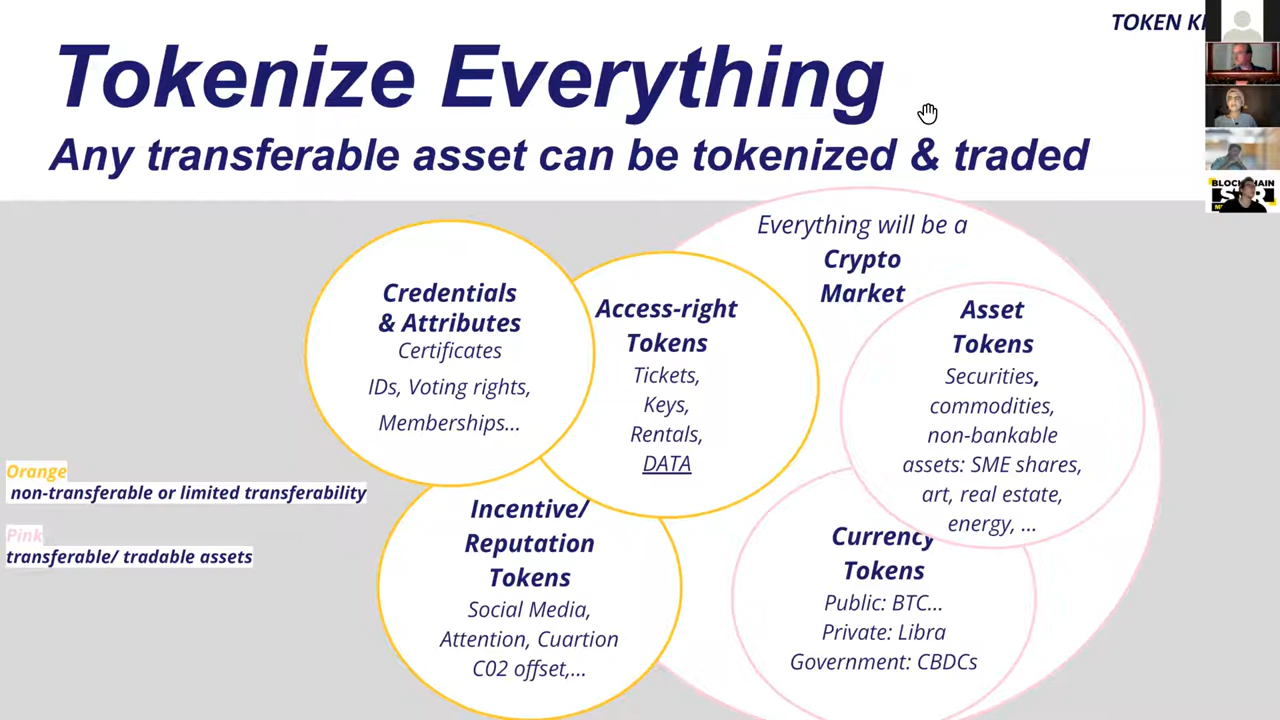 TOKEN
Tokenize Everything
Any transferable asset can be tokenized & traded
Everything will be a
Crypto
Market
Credentials
& Attributes
Certificates
IDs, Voting rights,
Memberships...
Access-right
Tokens
Tickets,
Keys,
Rentals,
DATA
Asset
Tokens
Securities,
commodities,
non-bankable
assets: SME shares,
art, real estate,
energy, ...
Orange
non-transferable or limited transferability
Pink
transferable/ tradable assets
Incentive/
Reputation
Tokens
Social Media,
Attention, Cuartion
C02 offset,...
Currency
Tokens
Public: BTC...
Private: Libra
Government: CBDCs